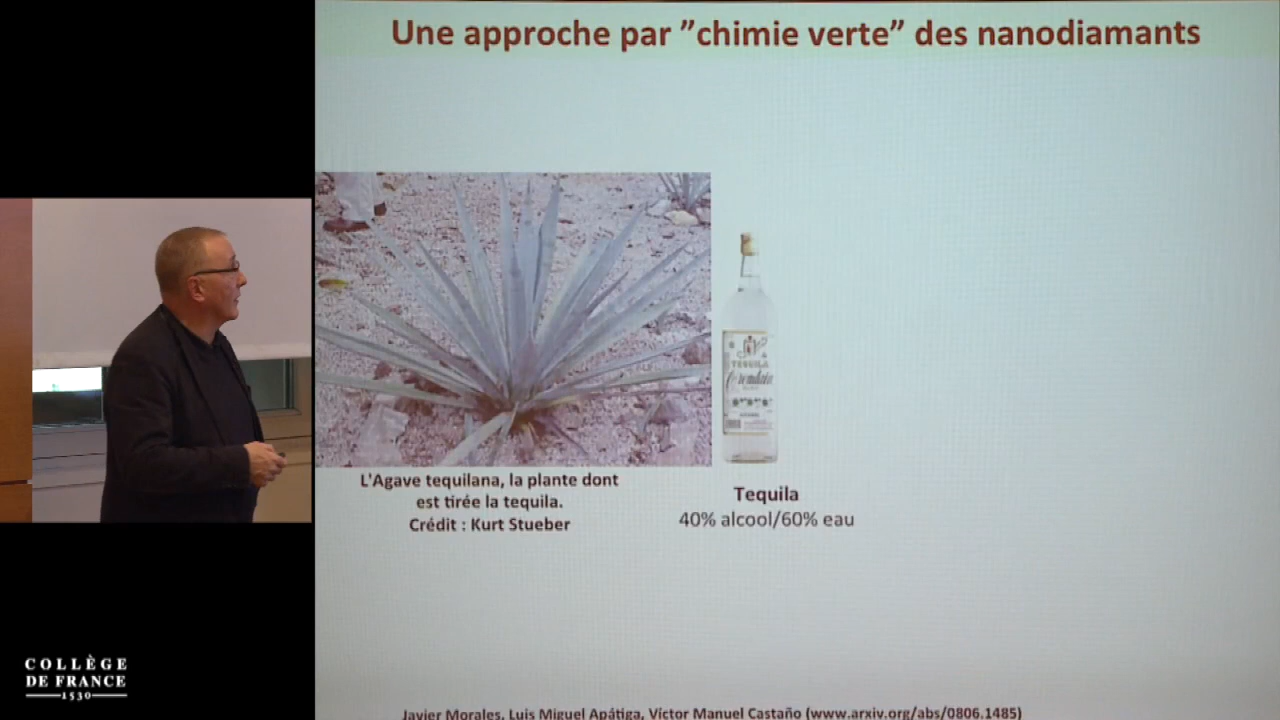 Une approche par ”chimie verte” des nanodiamants
TEQUILA
L'Agave tequilana, la plante dont
est tirée la tequila.
Crédit : Kurt Stueber
Tequila
40% alcool/60% eau
Javier Morales, Luis Miguel Apátiga, Víctor Manuel Castaño (www.arxiv.org/abs/0806.1485)
COLLÈGE
DE FRANCE
1530